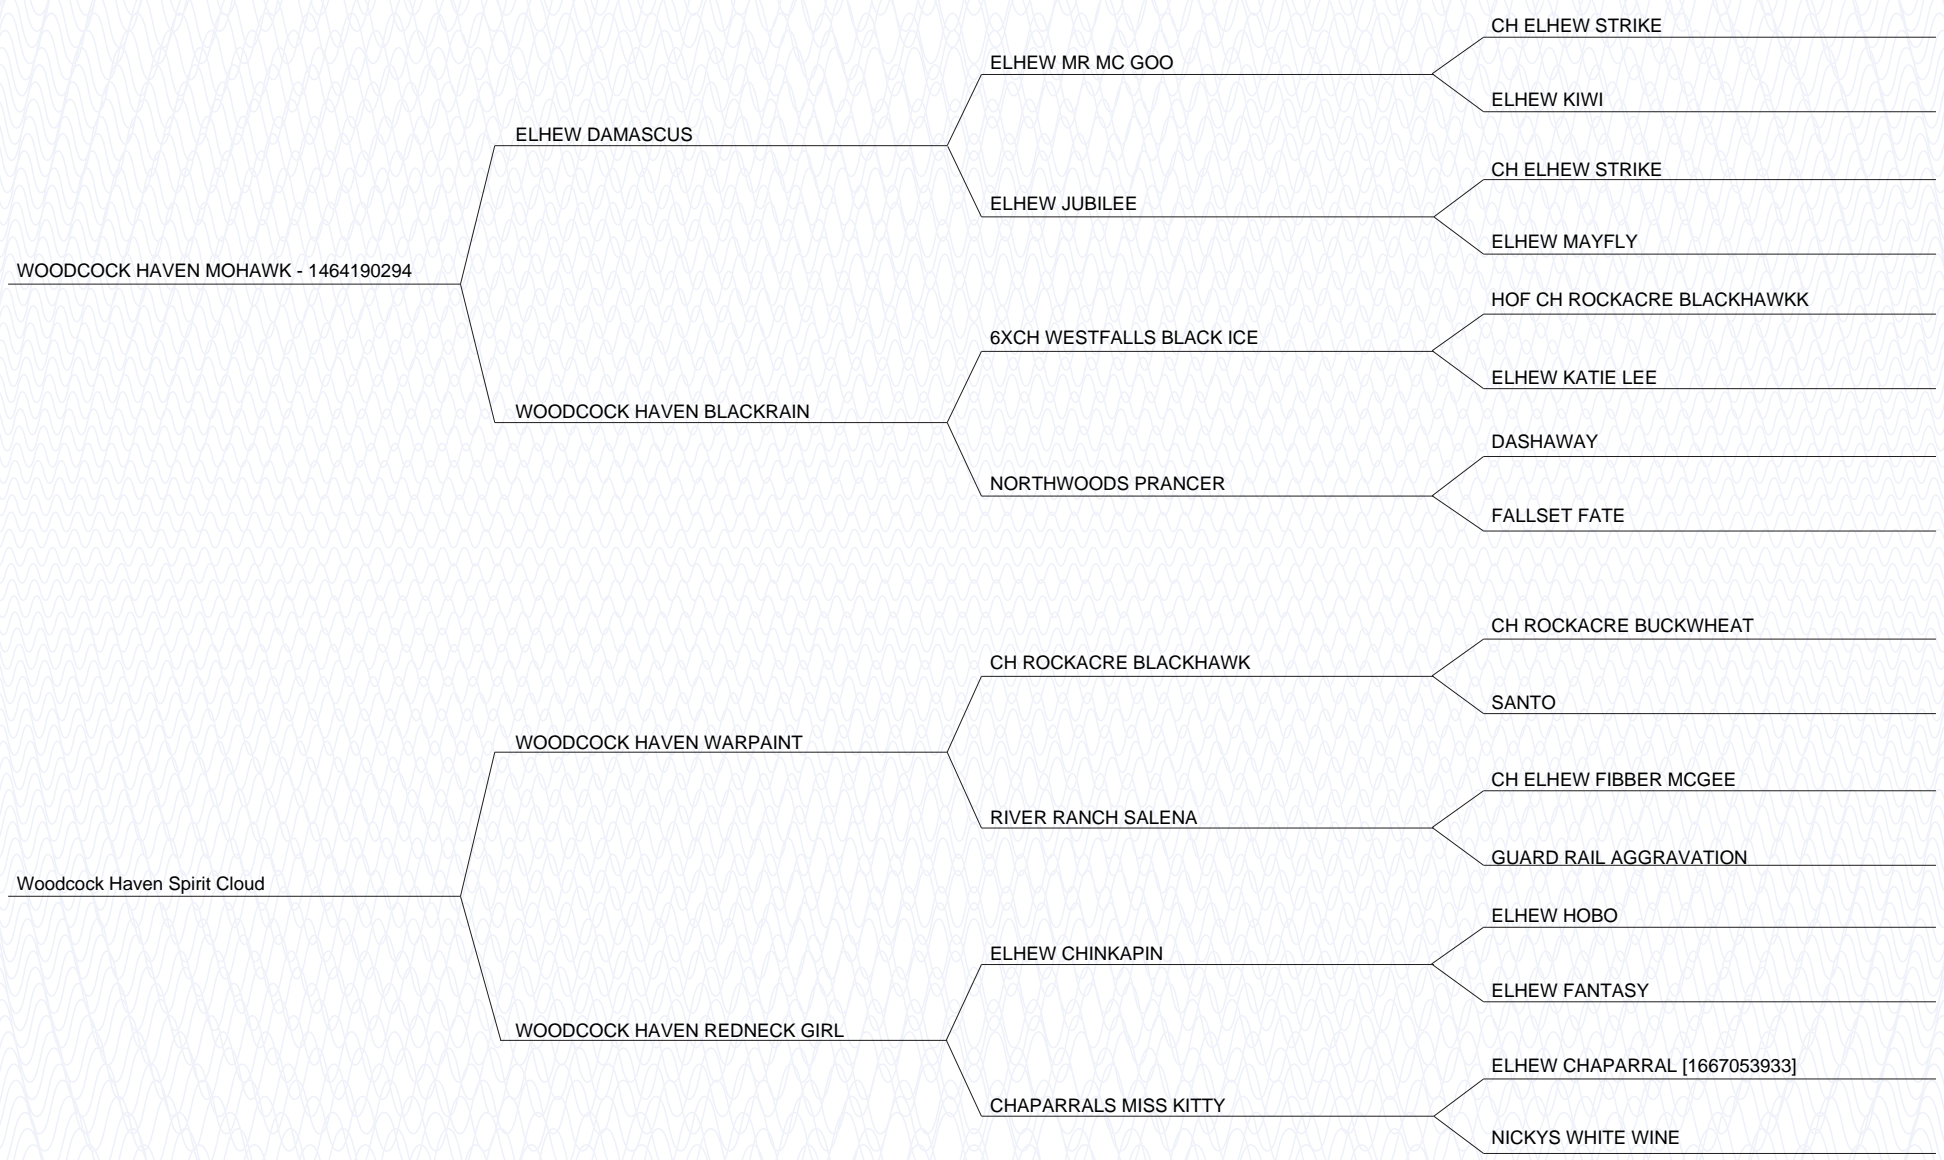 CH ELHEW STRIKE
ELHEW MR MC GOO
ELHEW KIWI
ELHEW DAMASCUS
CH ELHEW STRIKE
ELHEW JUBILEE
ELHEW MAYFLY
WOODCOCK HAVEN MOHAWK - 1464190294
HOF CH ROCKACRE BLACKHAWKK
6XCH WESTFALLS BLACK ICE
ELHEW KATIE LEE
WOODCOCK HAVEN BLACKRAIN
DASHAWAY
NORTHWOODS PRANCER
FALLSET FATE
CH ROCKACRE BUCKWHEAT
CH ROCKACRE BLACKHAWK
SANTO
WOODCOCK HAVEN WARPAINT
CH ELHEW FIBBER MCGEE
RIVER RANCH SALENA
GUARD RAIL AGGRAVATION
Woodcock Haven Spirit Cloud
ELHEW HOBO
ELHEW CHINKAPIN
ELHEW FANTASY
WOODCOCK HAVEN REDNECK GIRL
ELHEW CHAPARRAL [1667053933]
CHAPARRALS MISS KITTY
NICKYS WHITE WINE